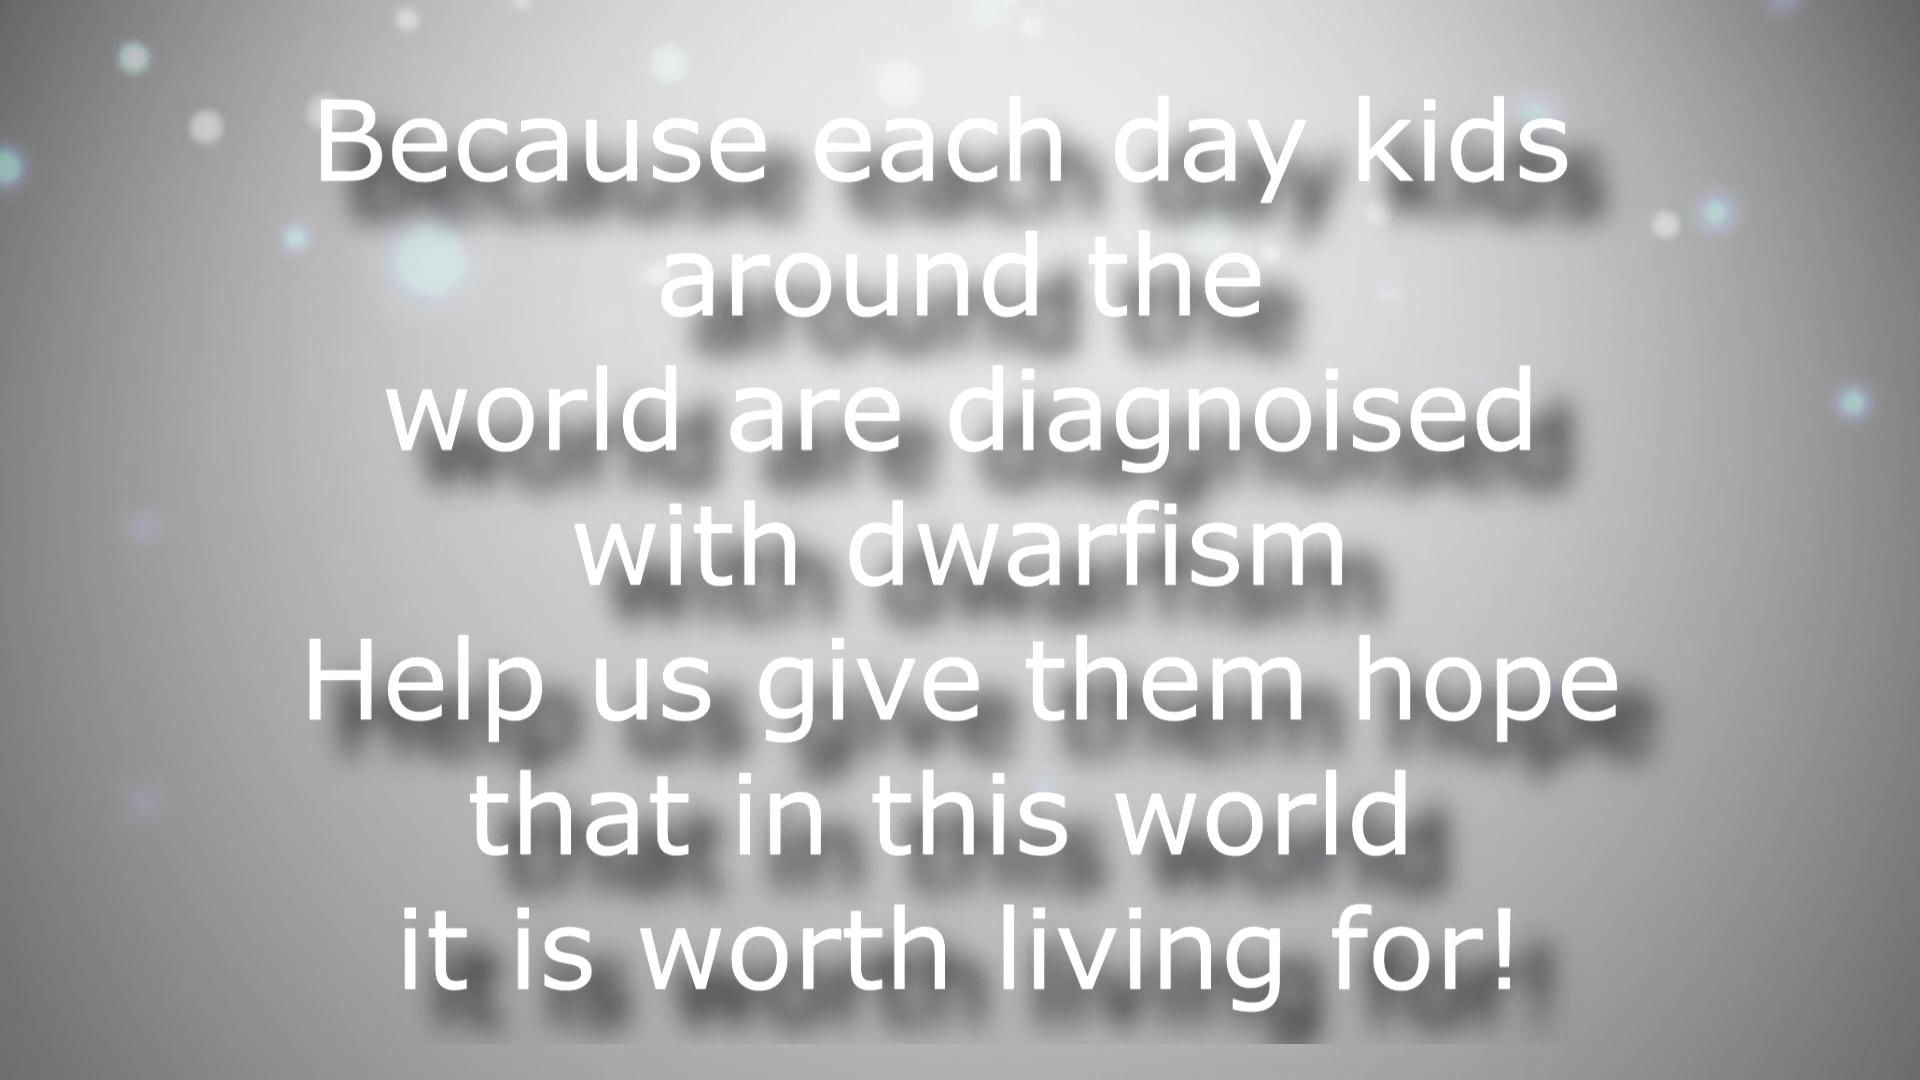 Because each day kids
around the
world are diagnoised
with dwarfism
Help us give them hope
that in this world
it is worth living for!